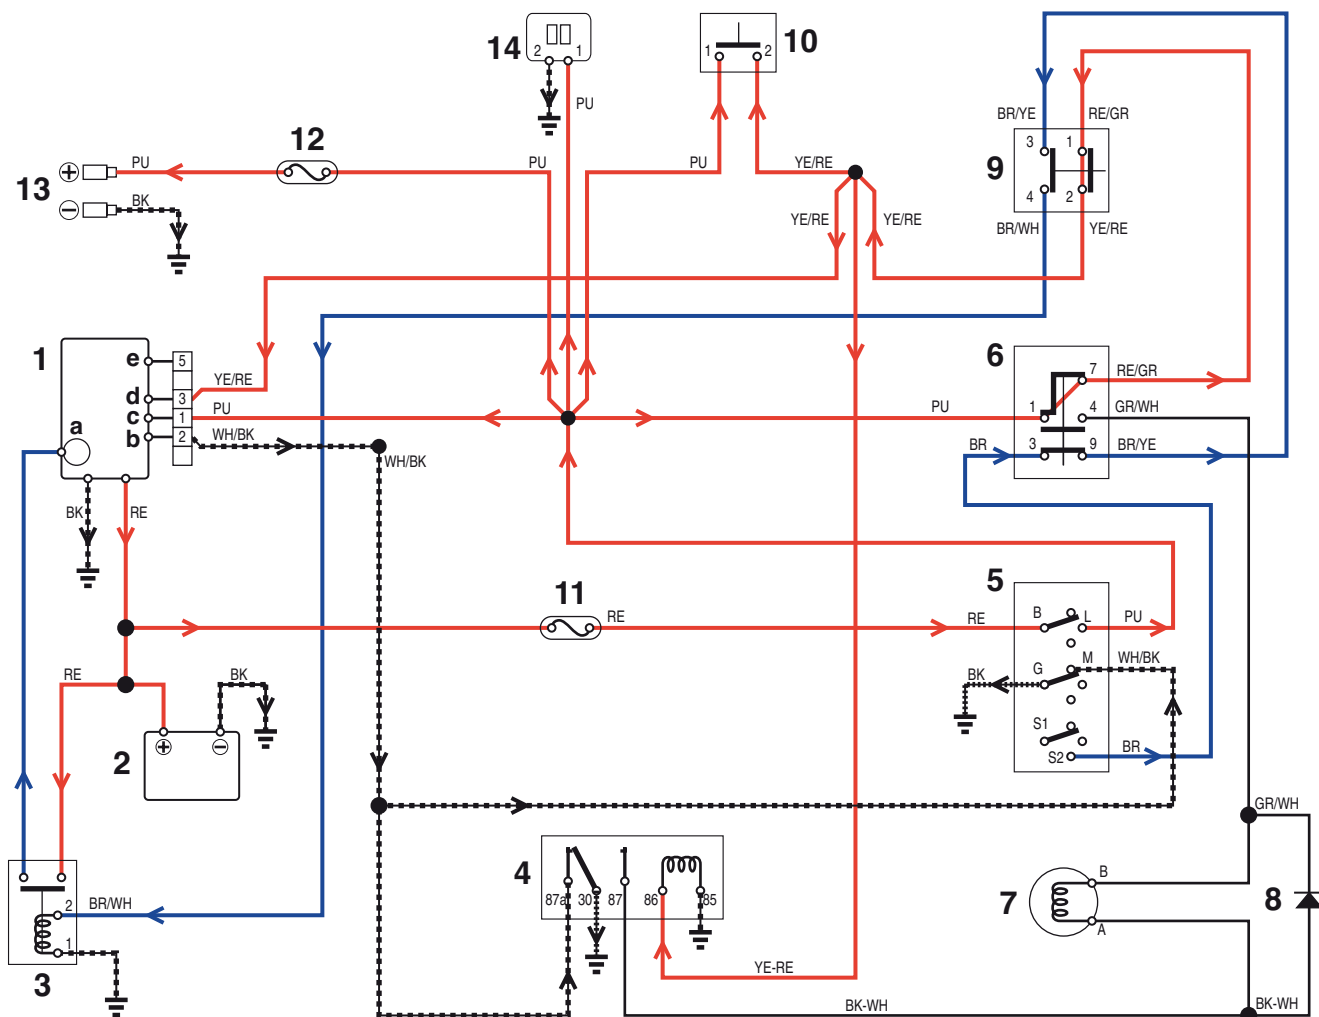 14
2 1
PU
1 2
10
BR/YE RE/GR
3 1
9
4 2
BR/WH YE/RE
12
PU
13
+
−
BK
PU
PU
YE/RE
YE/RE YE/RE
1
e 5
d 3
c 1
b 2
a
YE/RE
PU
WH/BK
WH/BK
BK RE
6
7 RE/GR
PU 1
4 GR/WH
BR 3
9 BR/YE
11
RE
RE
5
B L PU
G M WH/BK
BK
S1
S2 BR
RE
BK
2
+ −
3
2
1
BR/WH
4
87a 30 87 86 85
YE-RE
BK-WH
GR/WH
7
B
A
8
BK-WH